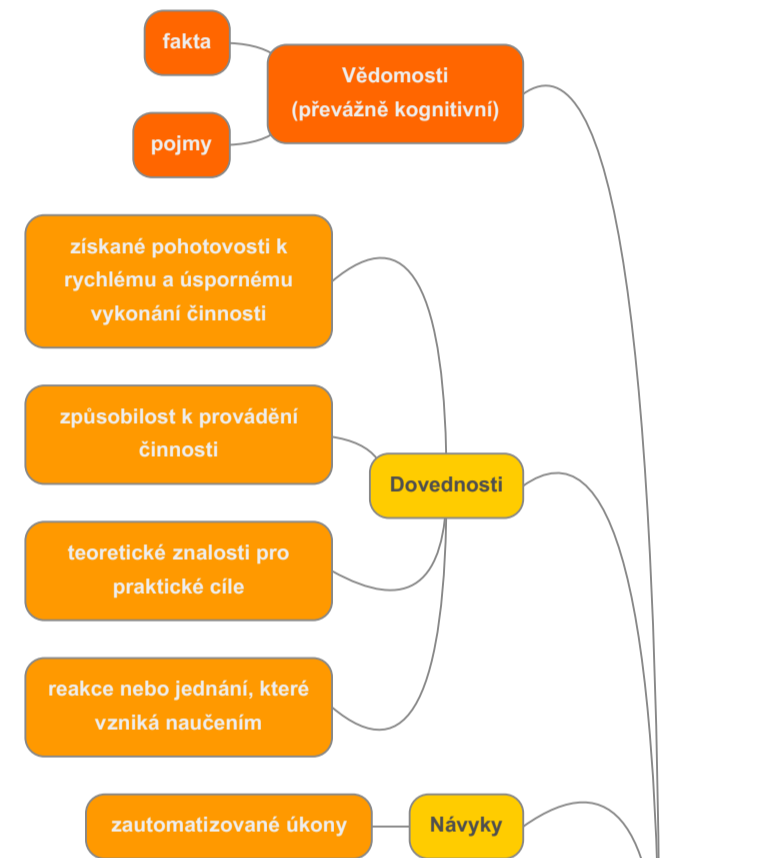 fakta
Vědomosti
(převážně kognitivní)
pojmy
získané pohotovosti k
rychlému a úspornému
vykonání činnosti
způsobilost k provádění
činnosti
Dovednosti
teoretické znalosti pro
praktické cíle
reakce nebo jednání, které
vzniká naučením
zautomatizované úkony
Návyky